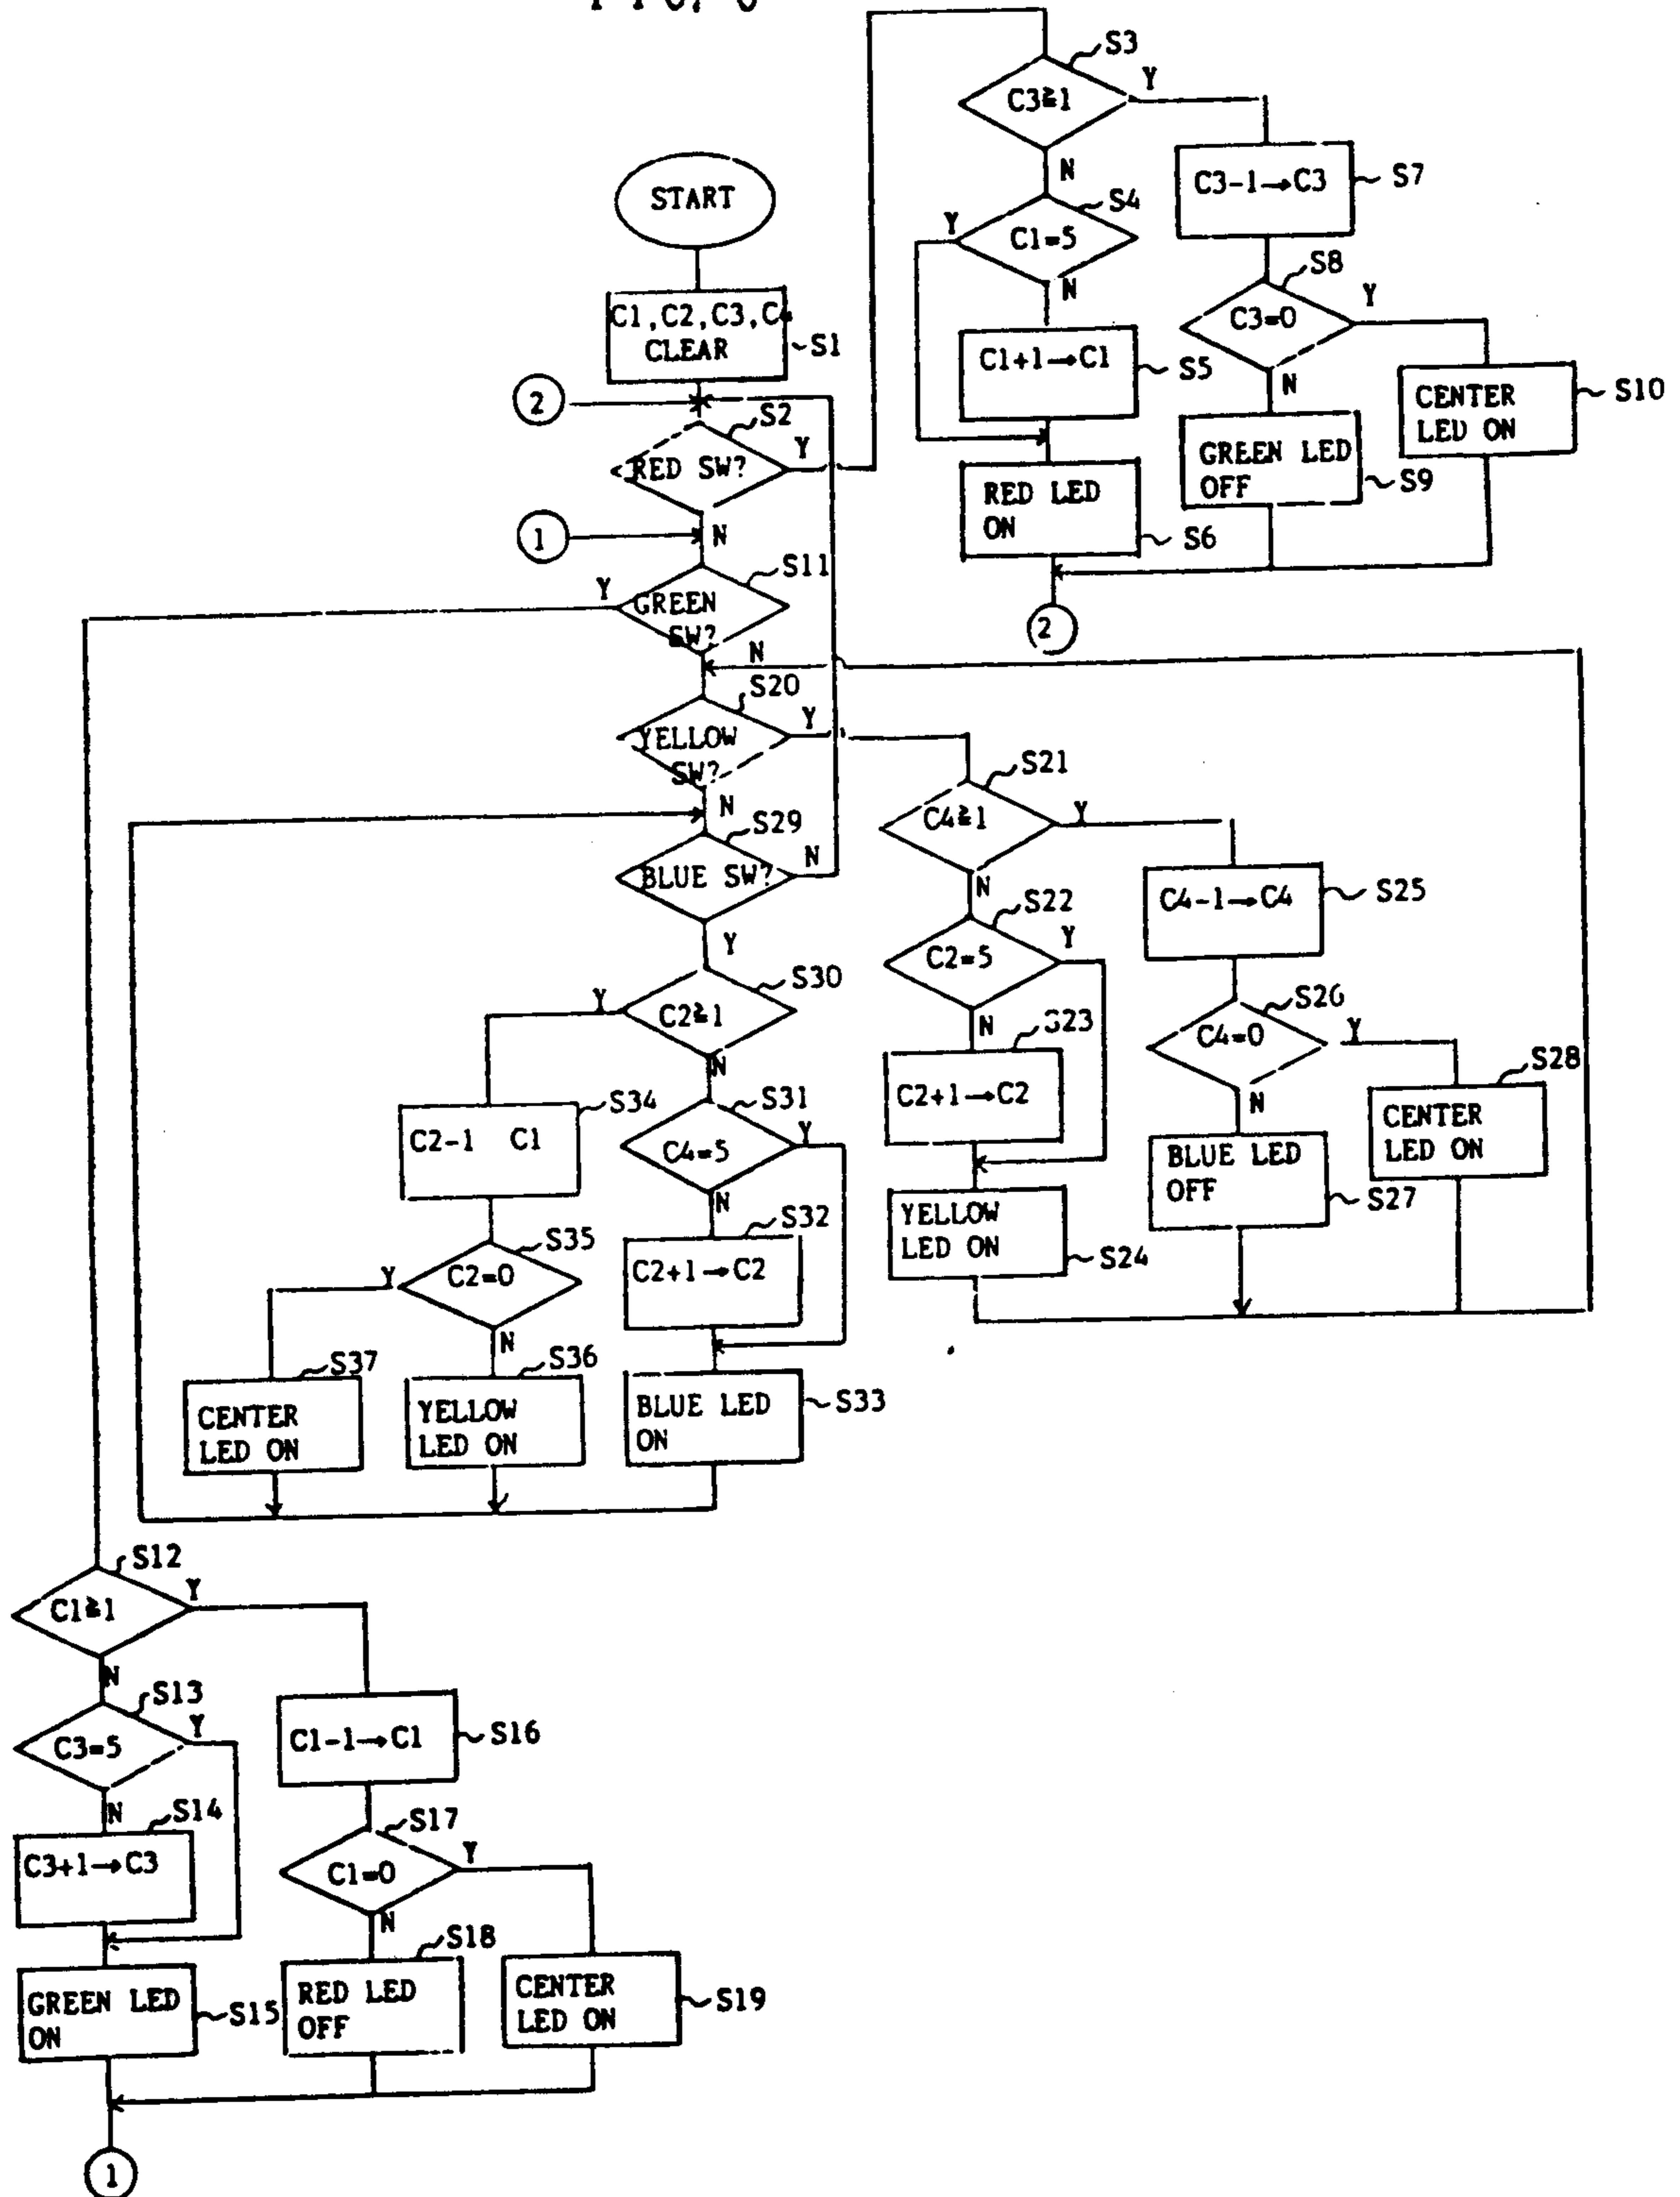 START
C1,C2,C3,C4
CLEAR
S1
2
S2
RED SW?
Y
N
1
S3
C3≧1
Y
N
S4
C1=5
Y
N
C1+1→C1
S5
RED LED
ON
S6
C3-1→C3
S7
S8
C3=0
Y
N
GREEN LED
OFF
S9
CENTER
LED ON
S10
2
S11
GREEN
SW?
Y
N
S20
YELLOW
SW?
Y
N
S21
C4≧1
Y
N
S22
C2=5
Y
N
S23
C2+1→C2
YELLOW
LED ON
S24
C4-1→C4
S25
S26
C4=0
Y
N
BLUE LED
OFF
S27
S28
CENTER
LED ON
S29
BLUE SW?
N
Y
S30
C2≧1
Y
N
S31
C4=5
Y
N
S32
C2+1→C2
BLUE LED
ON
S33
S34
C2-1 C1
S35
C2=0
Y
N
S36
YELLOW
LED ON
S37
CENTER
LED ON
S12
C1≧1
Y
N
S13
C3=5
Y
N
S14
C3+1→C3
GREEN LED
ON
S15
C1-1→C1
S16
S17
C1=0
Y
N
S18
RED LED
OFF
CENTER
LED ON
S19
1